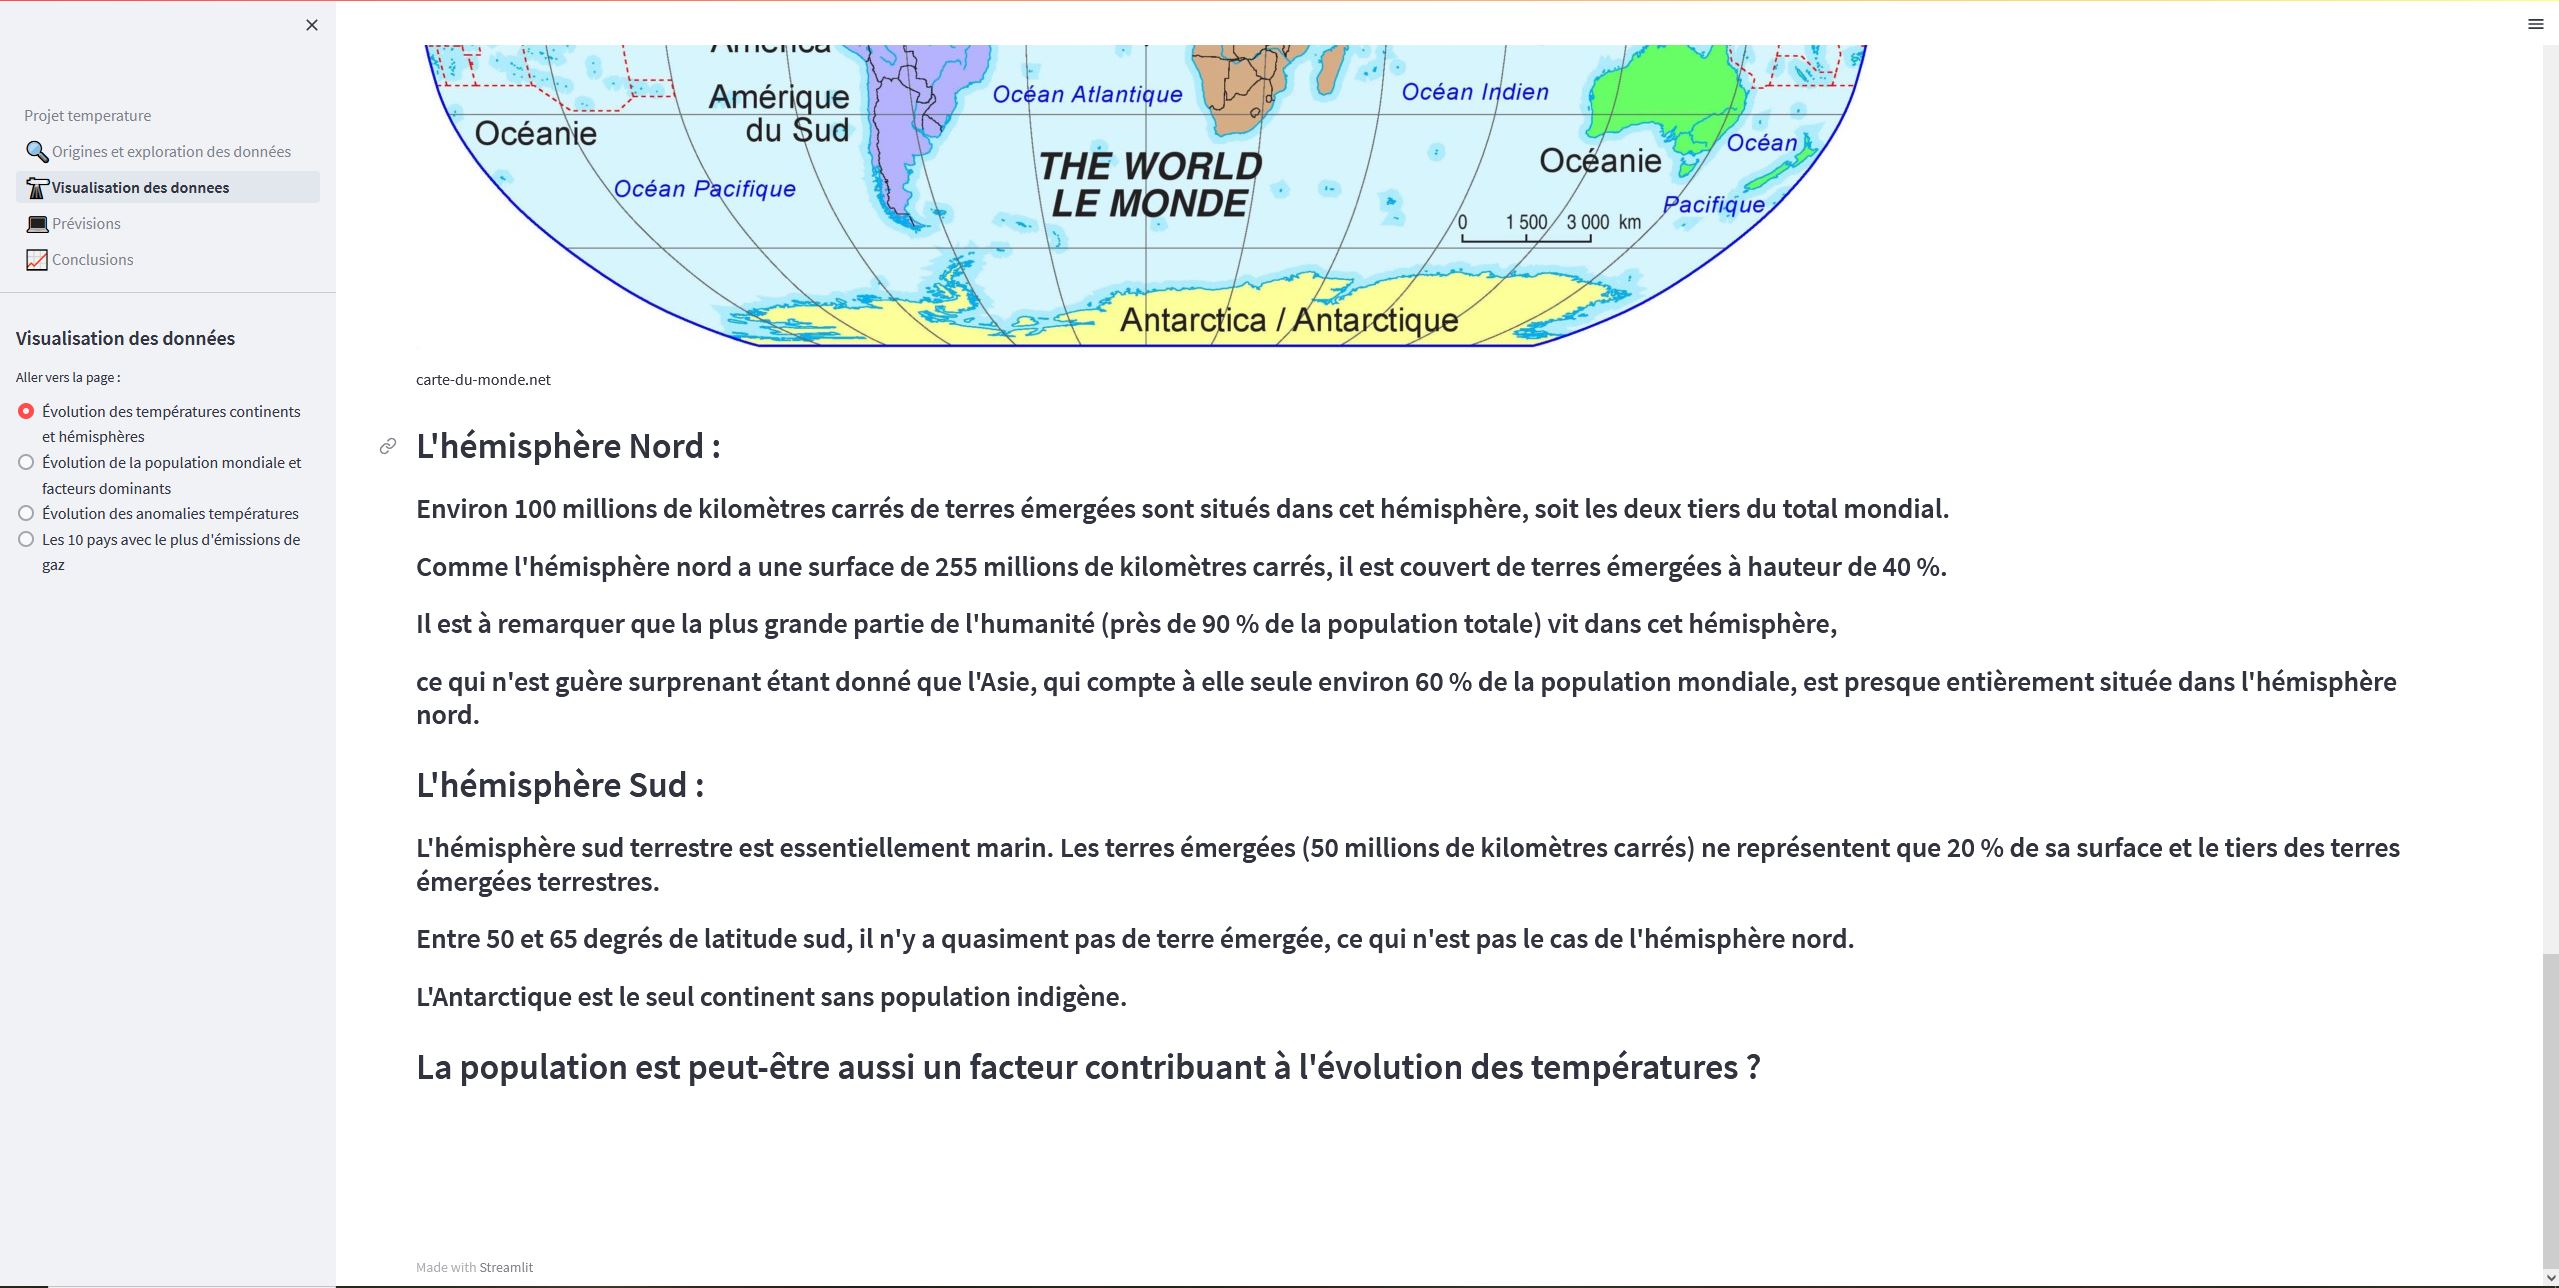 Projet temperature
Origines et exploration des données
Visualisation des donnees
Prévisions
Conclusions
Visualisation des données
Aller vers la page :
Évolution des températures continents
et hémisphères
Évolution de la population mondiale et
facteurs dominants
Évolution des anomalies températures
Les 10 pays avec le plus d'émissions de
gaz
America
Amérique
du Sud
Océanie
Océan Pacifique
Océan Atlantique
THE WORLD
LE MONDE
Océan Indien
Océanie
Océan
Pacifique
0 1 500 3 000 km
Antarctica / Antarctique
carte-du-monde.net
L'hémisphère Nord :
Environ 100 millions de kilomètres carrés de terres émergées sont situés dans cet hémisphère, soit les deux tiers du total mondial.
Comme l'hémisphère nord a une surface de 255 millions de kilomètres carrés, il est couvert de terres émergées à hauteur de 40 %.
Il est à remarquer que la plus grande partie de l'humanité (près de 90 % de la population totale) vit dans cet hémisphère,
ce qui n'est guère surprenant étant donné que l'Asie, qui compte à elle seule environ 60 % de la population mondiale, est presque entièrement située dans l'hémisphère
nord.
L'hémisphère Sud :
L'hémisphère sud terrestre est essentiellement marin. Les terres émergées (50 millions de kilomètres carrés) ne représentent que 20 % de sa surface et le tiers des terres
émergées terrestres.
Entre 50 et 65 degrés de latitude sud, il n'y a quasiment pas de terre émergée, ce qui n'est pas le cas de l'hémisphère nord.
L'Antarctique est le seul continent sans population indigène.
La population est peut-être aussi un facteur contribuant à l'évolution des températures ?
Made with Streamlit